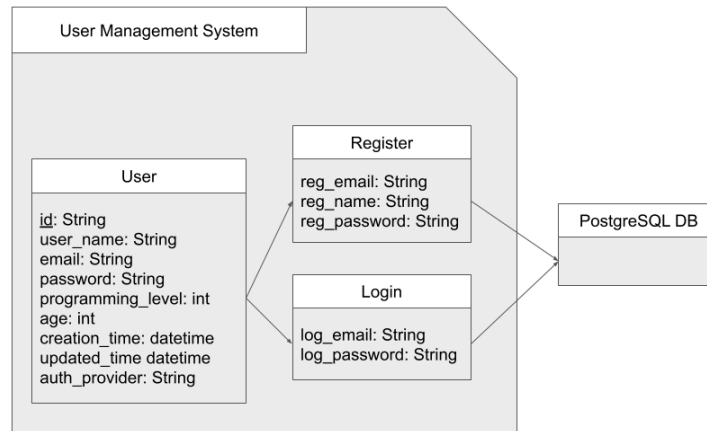 User Management System
User
id: String
user_name: String
email: String
password: String
programming_level: int
age: int
creation_time: datetime
updated_time datetime
auth_provider: String
Register
reg_email: String
reg_name: String
reg_password: String
Login
log_email: String
log_password: String
PostgreSQL DB